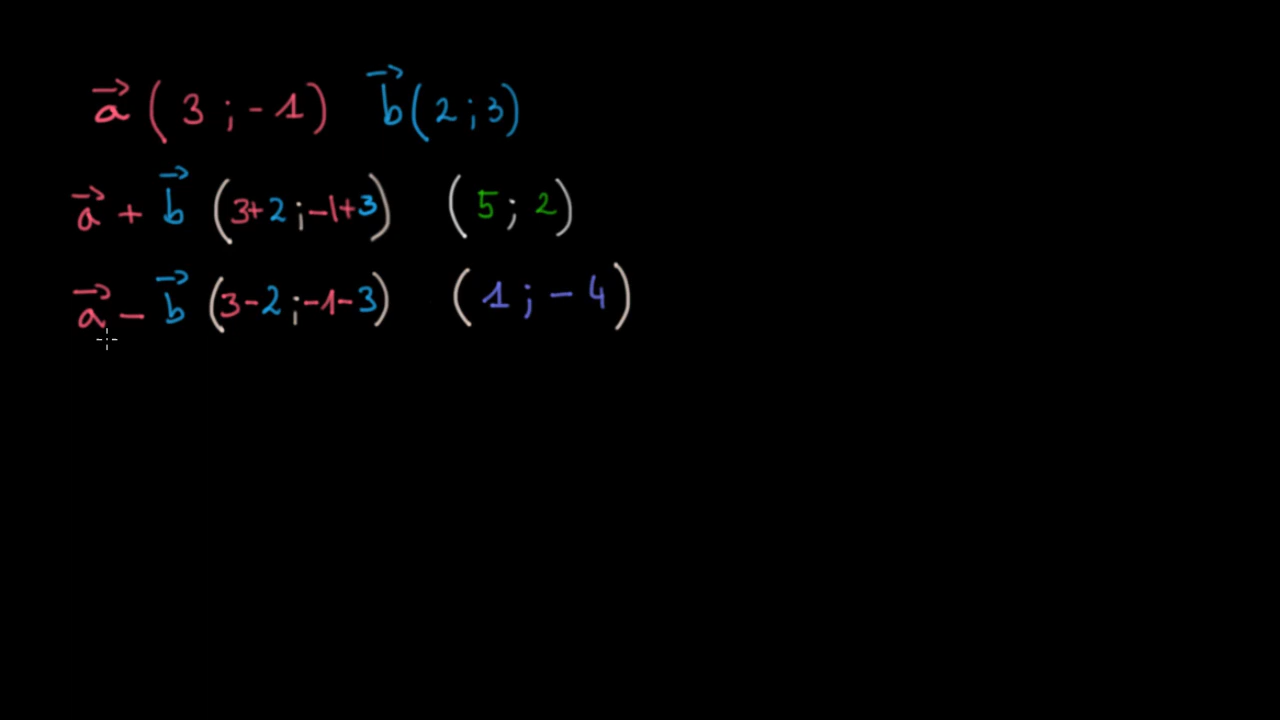 a⃗ ( 3 ; - 1 ) b⃗ ( 2 ; 3 )
a⃗ + b⃗ ( 3+2 ; -1+3 ) ( 5 ; 2 )
a⃗ - b⃗ ( 3-2 ; -1-3 ) ( 1 ; - 4 )